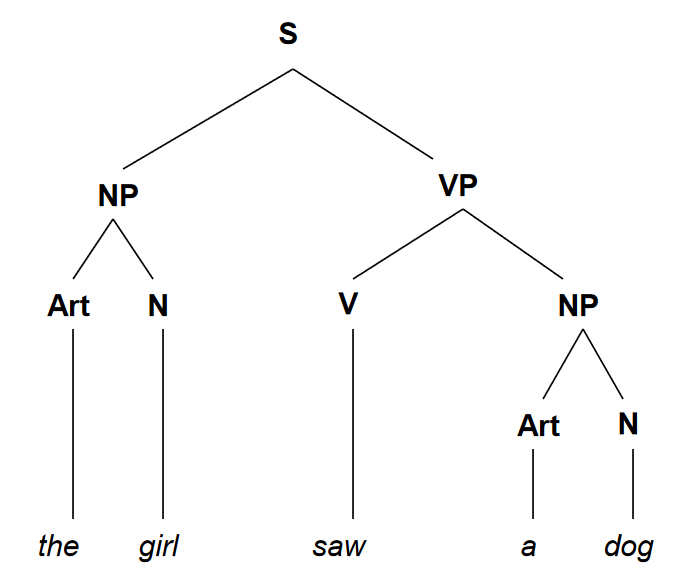 S
NP VP
Art N V NP
Art N
the girl saw a dog